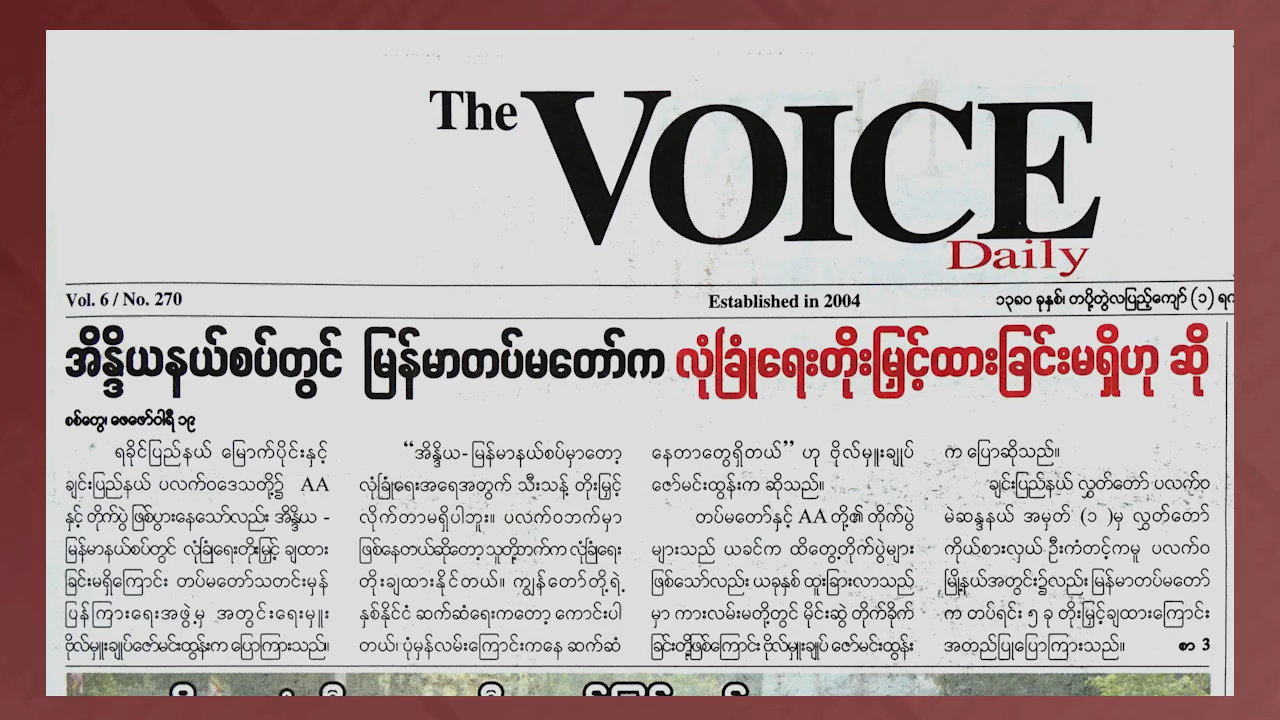 The VOICE
Daily
Vol. 6 / No. 270
Established in 2004
၁၃၈၀ ခုနှစ်၊ တပို့တွဲလပြည့်ကျော် (၁) ရက်
အိန္ဒိယနယ်စပ်တွင် မြန်မာတပ်မတော်က လုံခြုံရေးတိုးမြှင့်ထားခြင်းမရှိဟု ဆို
စစ်တွေ၊ ဖေဖော်ဝါရီ ၁၉
ရခိုင်ပြည်နယ် မြောက်ပိုင်းနှင့်
ချင်းပြည်နယ် ပလက်ဝဒေသတို့၌ AA
နှင့် တိုက်ပွဲ ဖြစ်ပွားနေသော်လည်း အိန္ဒိယ -
မြန်မာနယ်စပ်တွင် လုံခြုံရေးတိုးမြှင့် ချထား
ခြင်းမရှိကြောင်း တပ်မတော်သတင်းမှန်
ပြန်ကြားရေးအဖွဲ့မှ အတွင်းရေးမှူး
ဗိုလ်မှူးချုပ်ဇော်မင်းထွန်းက ပြောကြားသည်။
“အိန္ဒိယ-မြန်မာနယ်စပ်မှာတော့
လုံခြုံရေးအရေအတွက် သီးသန့် တိုးမြှင့်
လိုက်တာမရှိပါဘူး။ ပလက်ဝဘက်မှာ
ဖြစ်နေတယ်ဆိုတော့ သူတို့ဘက်က လုံခြုံရေး
တိုးချထားနိုင်တယ်။ ကျွန်တော်တို့ရဲ့
နှစ်နိုင်ငံ ဆက်ဆံရေးကတော့ ကောင်းပါ
တယ်၊ ပုံမှန်လမ်းကြောင်းကနေ ဆက်ဆံ
နေတာတွေရှိတယ်” ဟု ဗိုလ်မှူးချုပ်
ဇော်မင်းထွန်းက ဆိုသည်။
တပ်မတော်နှင့် AA တို့၏ တိုက်ပွဲ
များသည် ယခင်က ထိတွေ့တိုက်ပွဲများ
ဖြစ်သော်လည်း ယခုနှစ် ထူးခြားလာသည်
မှာ ကားလမ်းမတို့တွင် မိုင်းဆွဲ တိုက်ခိုက်
ခြင်းတို့ဖြစ်ကြောင်း ဗိုလ်မှူးချုပ် ဇော်မင်းထွန်း
က ပြောဆိုသည်။
ချင်းပြည်နယ် လွှတ်တော် ပလက်ဝ
မဲဆန္ဒနယ် အမှတ် (၁)မှ လွှတ်တော်
ကိုယ်စားလှယ် ဦးကံတင့်ကမူ ပလက်ဝ
မြို့နယ်အတွင်း၌လည်း မြန်မာတပ်မတော်
က တပ်ရင်း ၅ ခု တိုးမြှင့်ချထားကြောင်း
အတည်ပြုပြောကြားသည်။
စာ 3